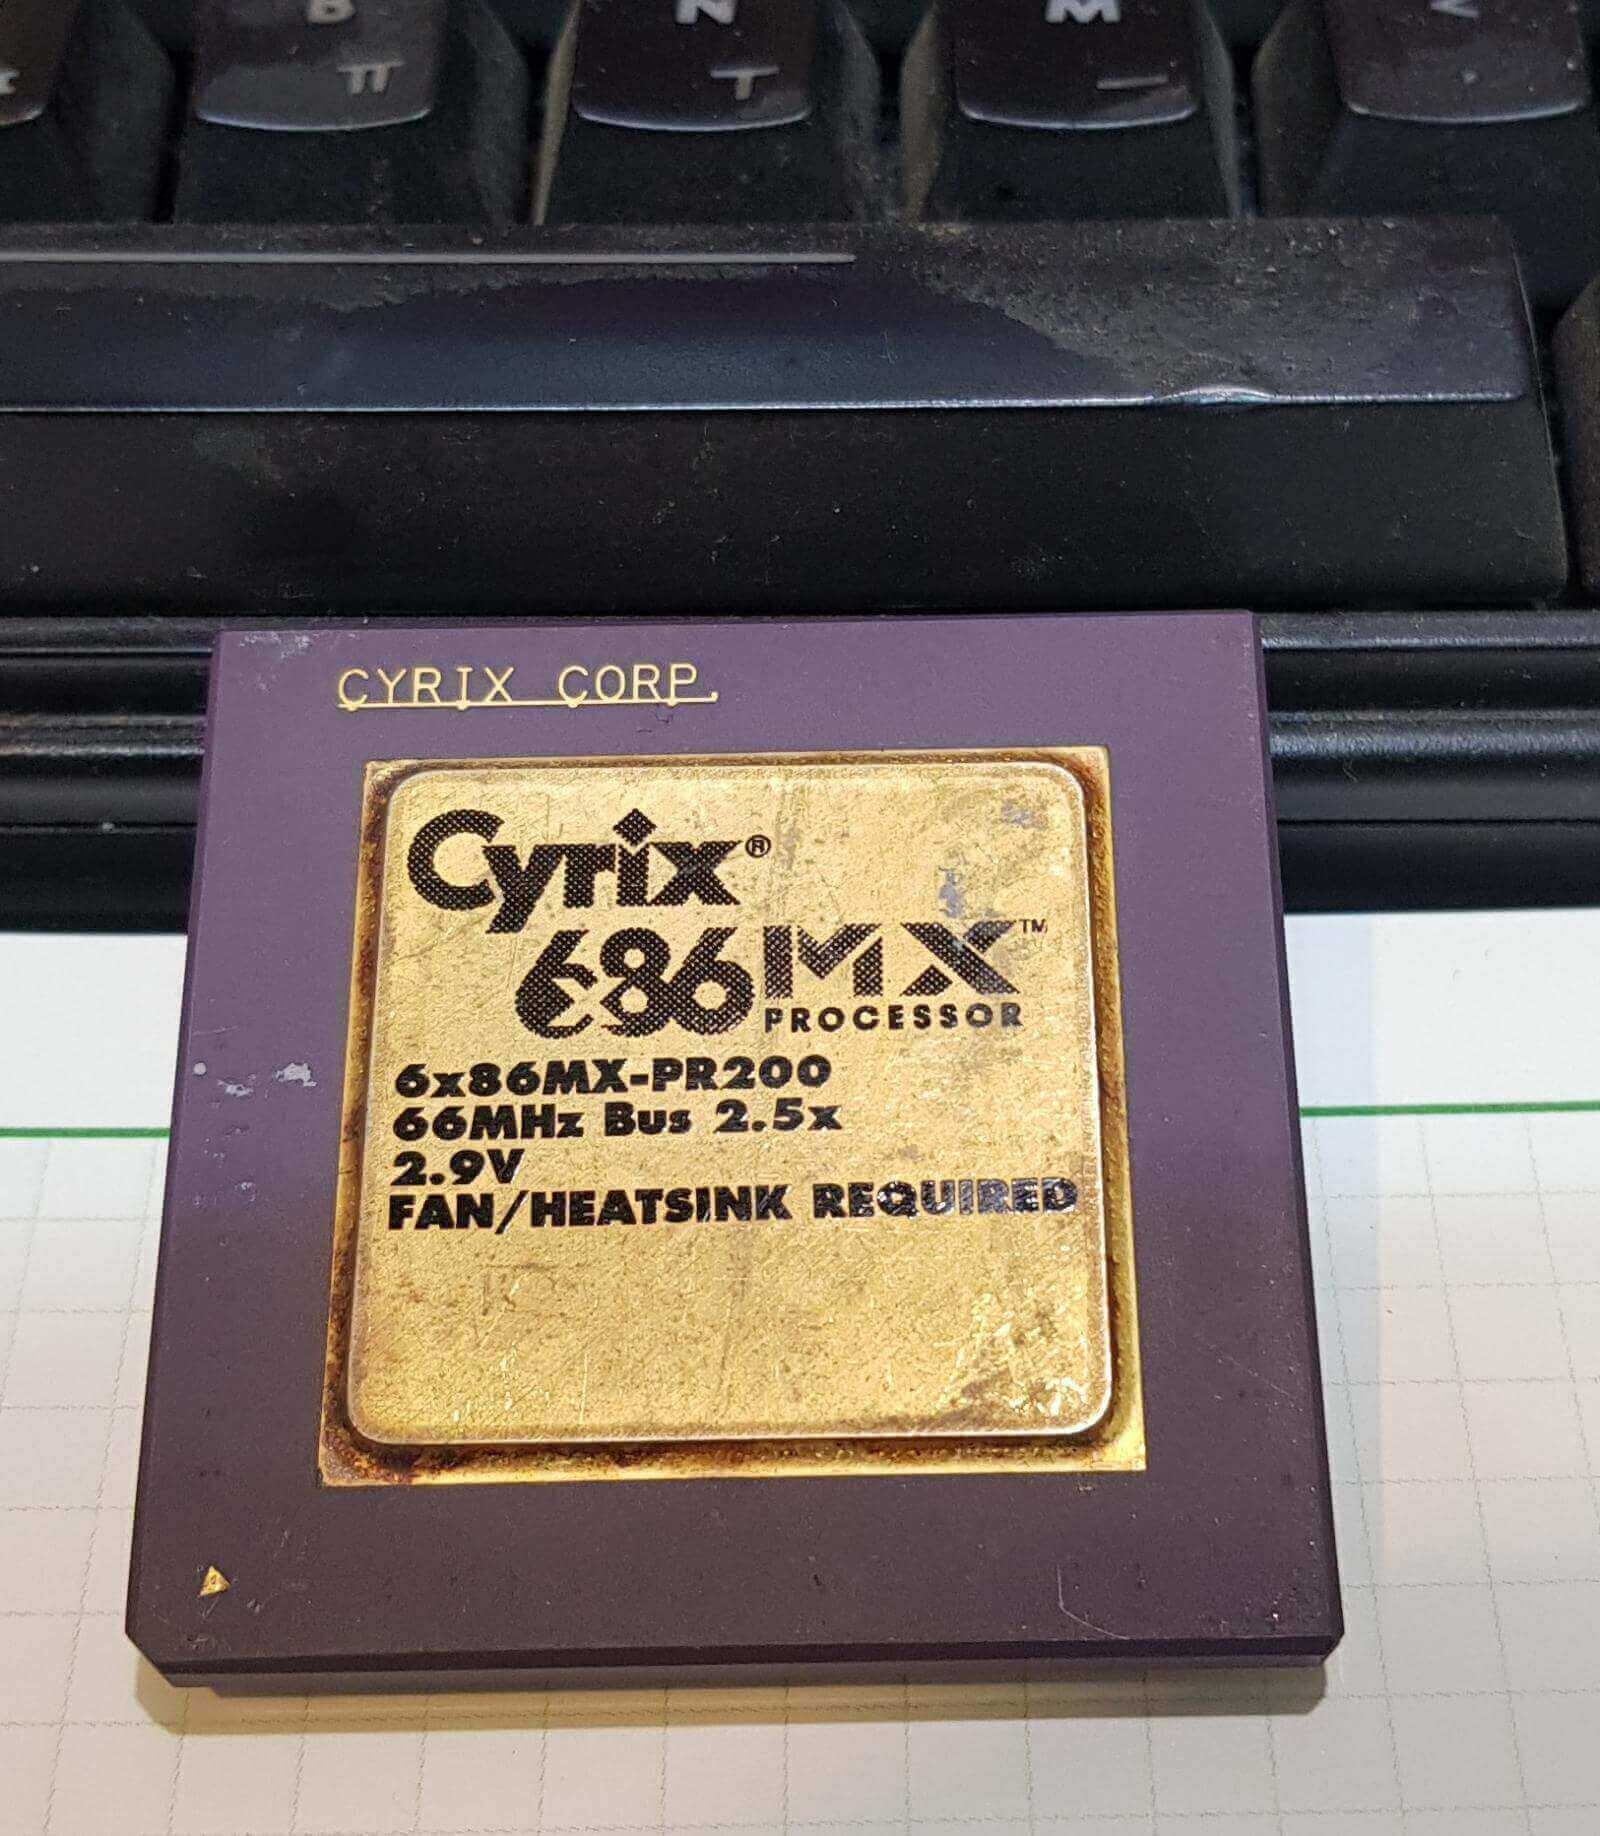 B N M <
ㅠ ㅜ ㅡ
CYRIX CORP.
Cyrix®
6x86MX™
PROCESSOR
6x86MX-PR200
66MHz Bus 2.5x
2.9V
FAN/HEATSINK REQUIRED